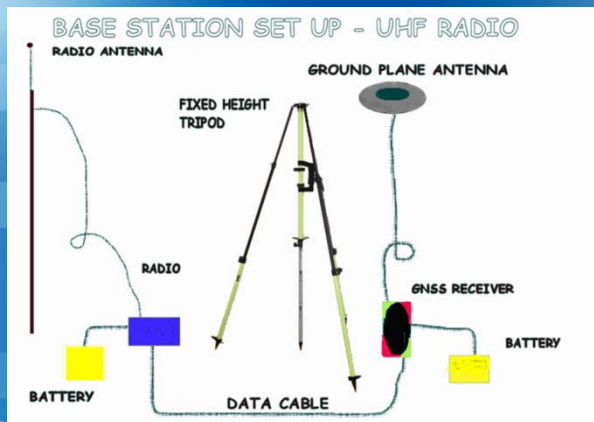 BASE STATION SET UP - UHF RADIO
RADIO ANTENNA
GROUND PLANE ANTENNA
FIXED HEIGHT
TRIPOD
RADIO
GNSS RECEIVER
BATTERY
BATTERY
DATA CABLE